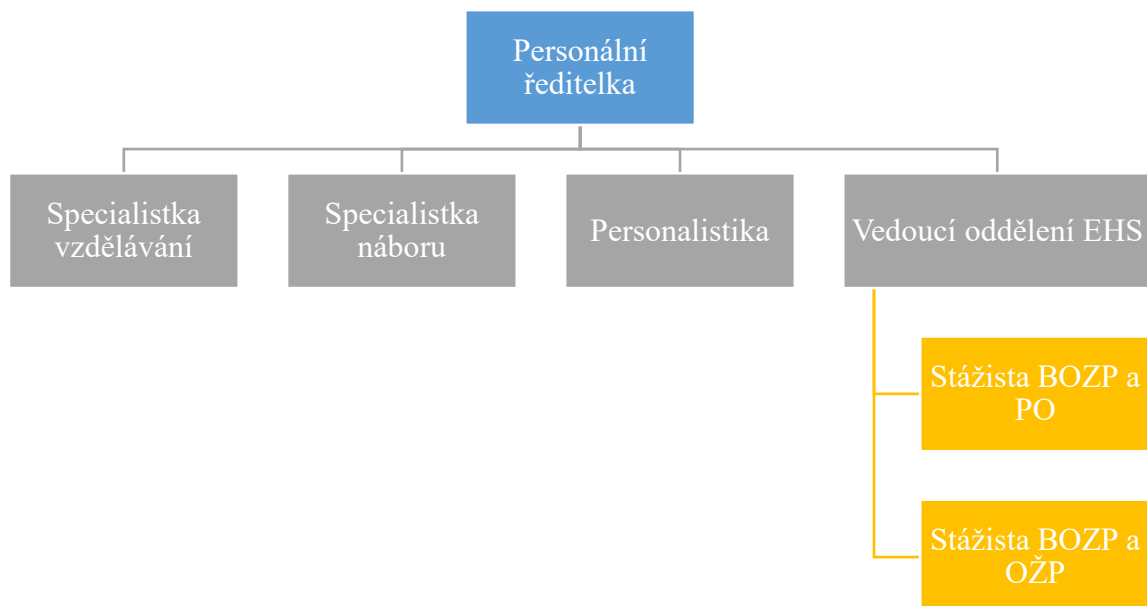 Personální
ředitelka
Specialistka
vzdělávání
Specialistka
náboru
Personalistika
Vedoucí oddělení EHS
Stážista BOZP a
PO
Stážista BOZP a
OŽP